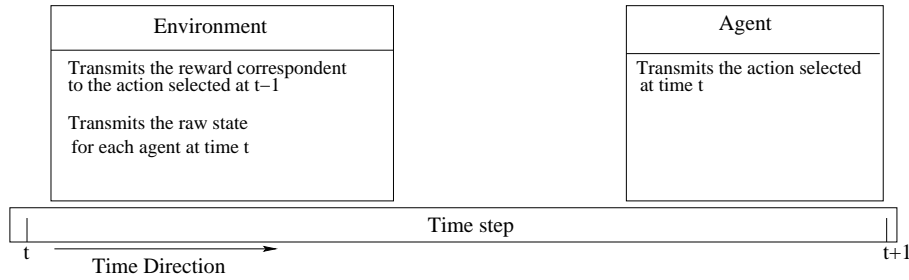 Environment
Transmits the reward correspondent
to the action selected at t−1
Transmits the raw state
for each agent at time t
Agent
Transmits the action selected
at time t
Time step
t
t+1
Time Direction